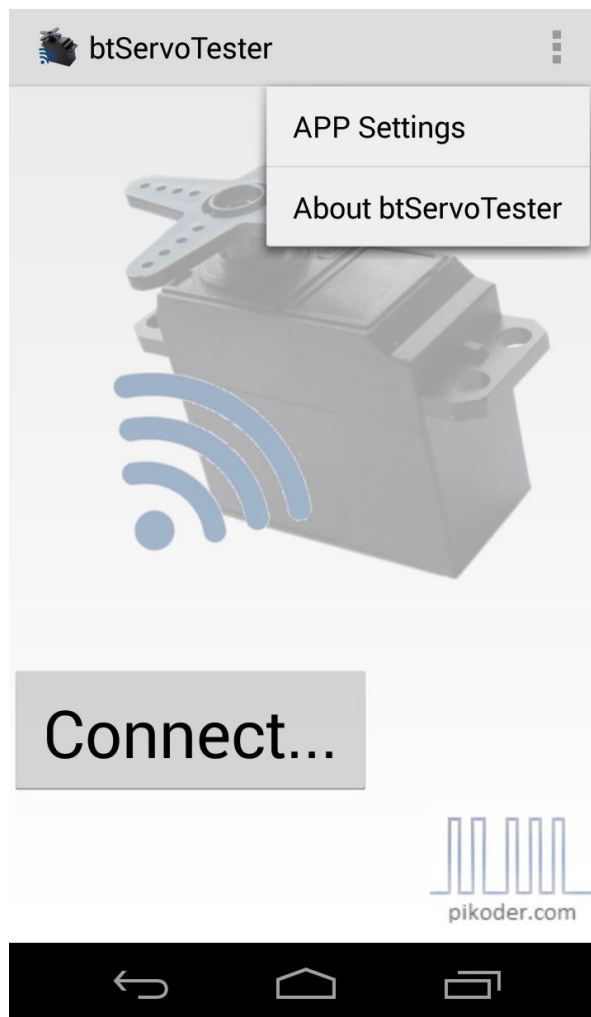 btServoTester
APP Settings
About btServoTester
Connect...
pikoder.com